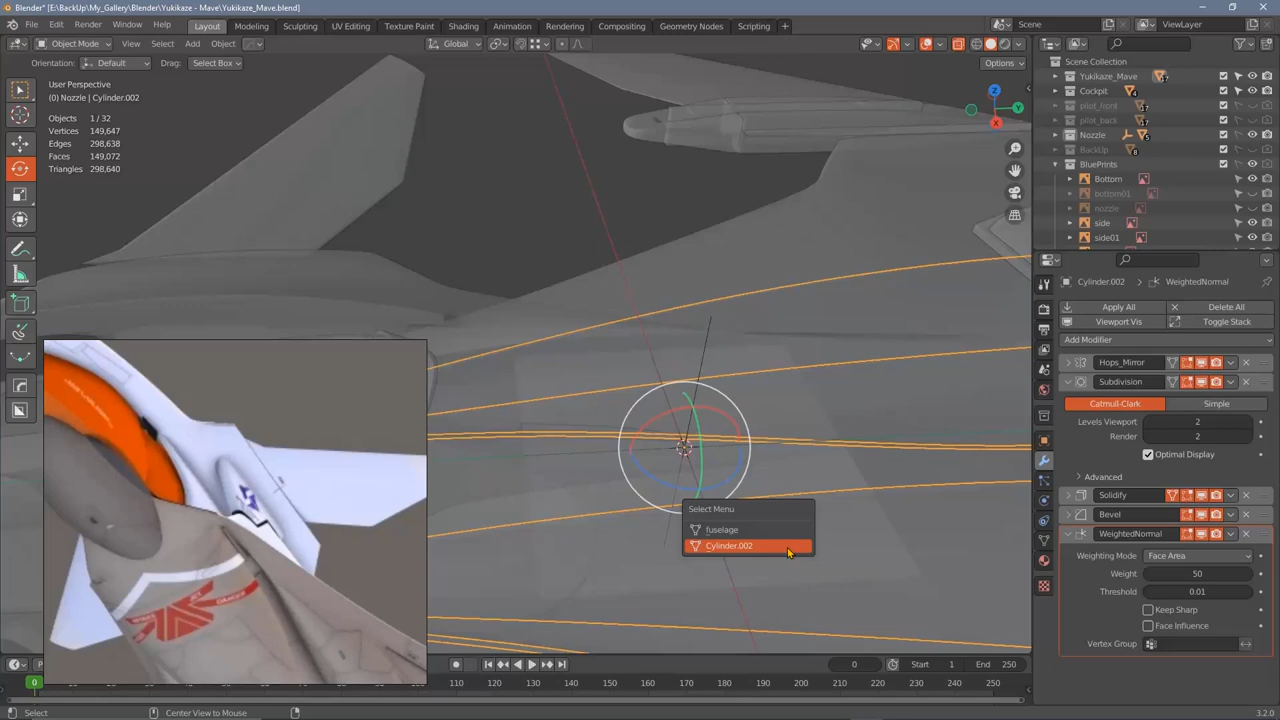 Blender* [E:\BackUp\My_Gallery\Blender\Yukikaze - Mave\Yukikaze_Mave.blend]
File Edit Render Window Help Layout Modeling Sculpting UV Editing Texture Paint Shading Animation Rendering Compositing Geometry Nodes Scripting + Scene ViewLayer
Object Mode View Select Add Object Global
Orientation: Default Drag: Select Box Options
User Perspective
(0) Nozzle | Cylinder.002
Objects 1 / 32
Vertices 149,647
Edges 298,638
Faces 149,072
Triangles 298,640
Z
Y
X
Select Menu
fuselage
Cylinder.002
Scene Collection
Yukikaze_Mave
Cockpit
pilot_front
pilot_back
Nozzle
BackUp
BluePrints
Bottom
bottom01
nozzle
side
side01
Cylinder.002 WeightedNormal
Apply All Delete All
Viewport Vis Toggle Stack
Add Modifier
Hops_Mirror
Subdivision
Catmull-Clark Simple
Levels Viewport 2
Render 2
Optimal Display
Advanced
Solidify
Bevel
WeightedNormal
Weighting Mode Face Area
Weight 50
Threshold 0.01
Keep Sharp
Face Influence
Vertex Group
0 Start 1 End 250
0 110 120 130 140 150 160 170 180 190 200 210 220 230 240 250
Select Center View to Mouse 3.2.0